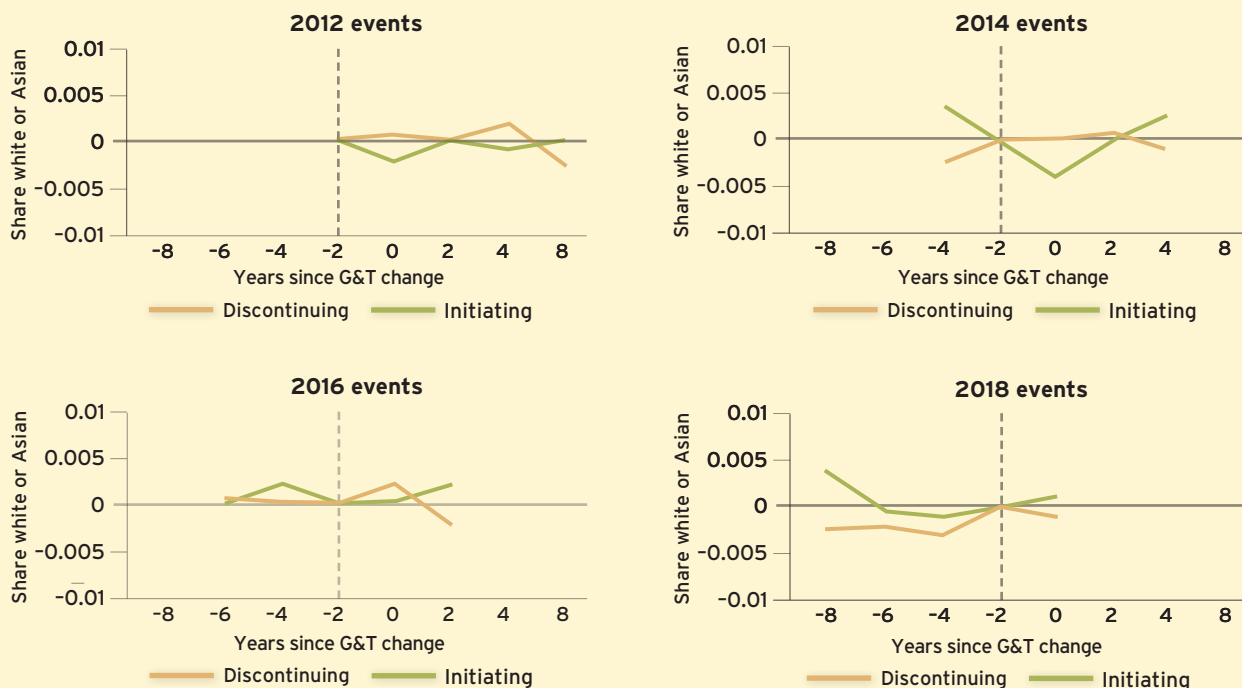 2012 events
Share white or Asian
0.01
0.005
0
-0.005
-0.01
-8 -6 -4 -2 0 2 4 8
Years since G&T change
Discontinuing Initiating
2014 events
Share white or Asian
0.01
0.005
0
-0.005
-0.01
-8 -6 -4 -2 0 2 4 8
Years since G&T change
Discontinuing Initiating
2016 events
Share white or Asian
0.01
0.005
0
-0.005
-0.01
-8 -6 -4 -2 0 2 4 8
Years since G&T change
Discontinuing Initiating
2018 events
Share white or Asian
0.01
0.005
0
-0.005
-0.01
-8 -6 -4 -2 0 2 4 8
Years since G&T change
Discontinuing Initiating